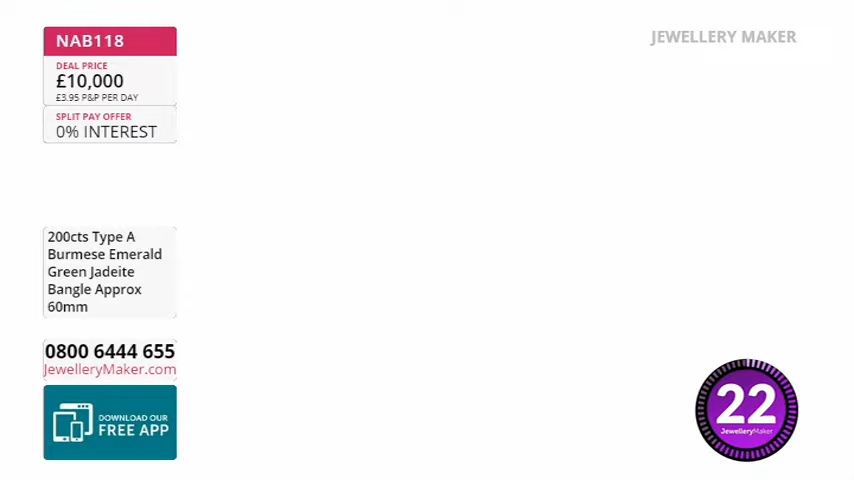 NAB118
JEWELLERY MAKER
DEAL PRICE
£10,000
£3.95 P&P PER DAY
SPLIT PAY OFFER
0% INTEREST
200cts Type A
Burmese Emerald
Green Jadeite
Bangle Approx
60mm
0800 6444 655
JewelleryMaker.com
DOWNLOAD OUR
FREE APP
22
JewelleryMaker